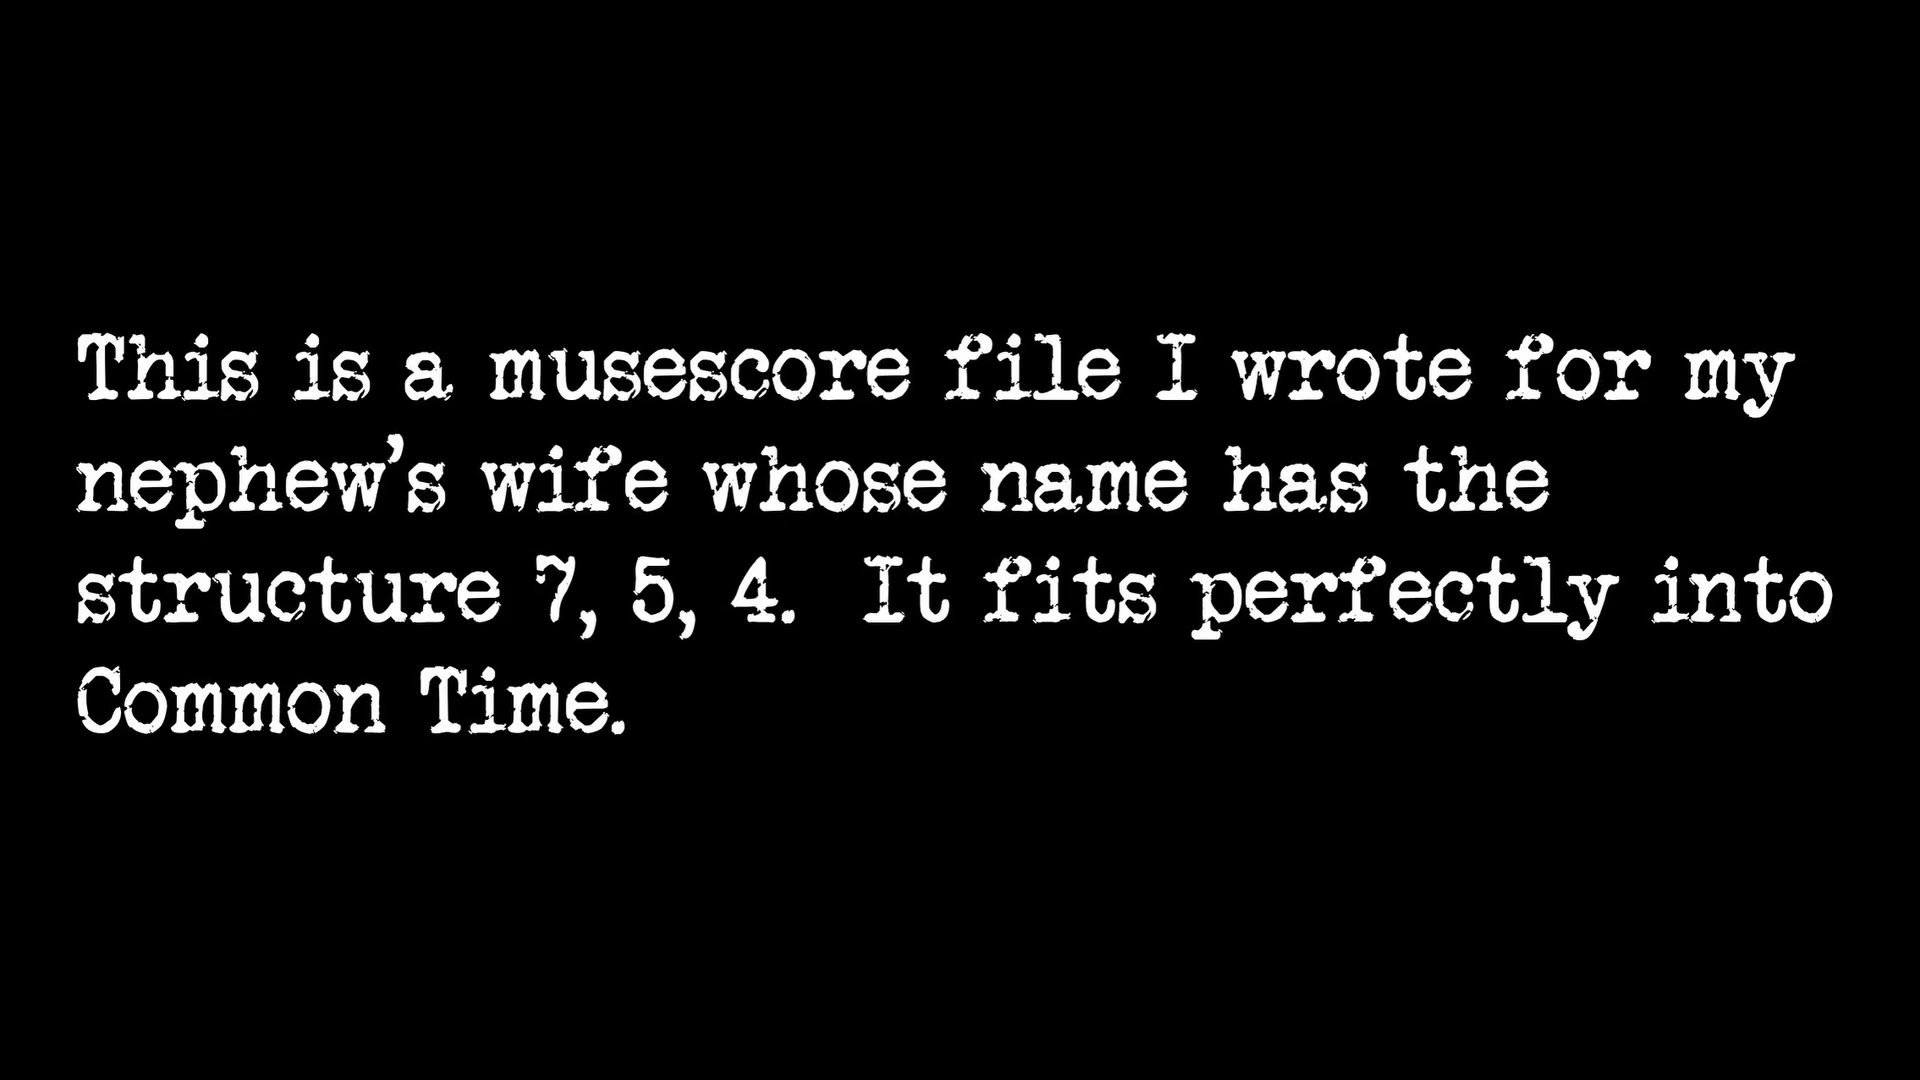 This is a musescore file I wrote for my
nephew’s wife whose name has the
structure 7, 5, 4.  It fits perfectly into
Common Time.